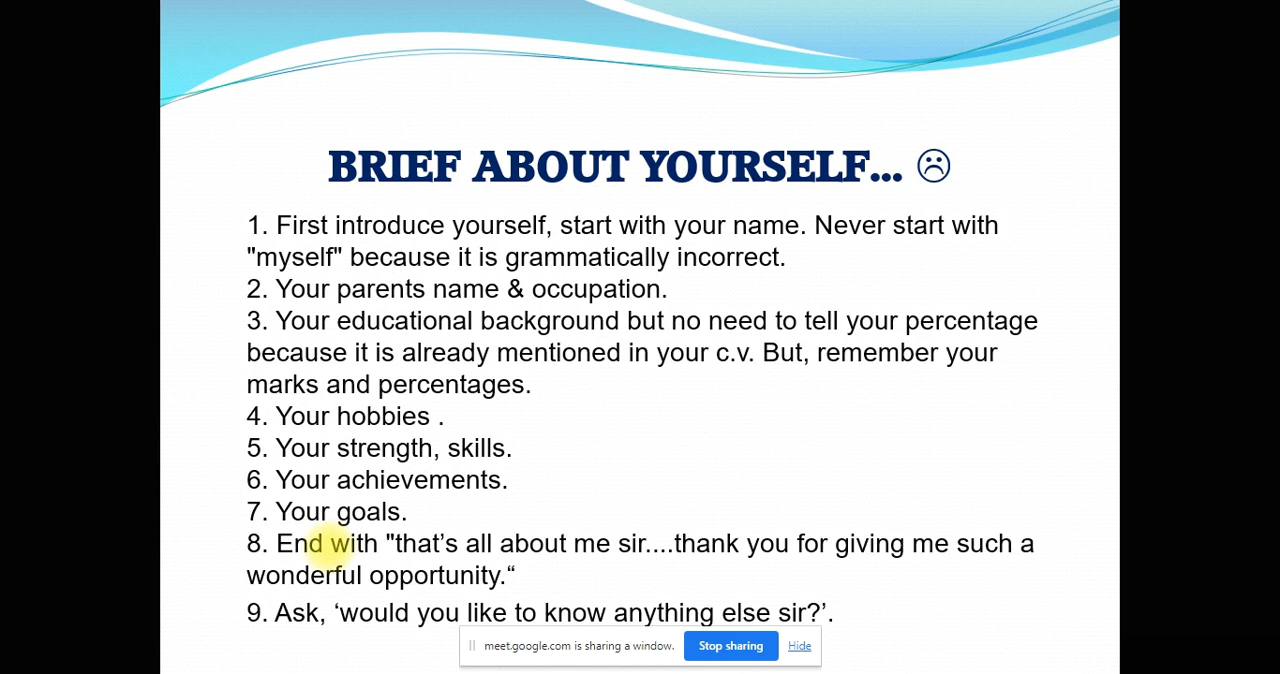 BRIEF ABOUT YOURSELF... ☹
1. First introduce yourself, start with your name. Never start with
"myself" because it is grammatically incorrect.
2. Your parents name & occupation.
3. Your educational background but no need to tell your percentage
because it is already mentioned in your c.v. But, remember your
marks and percentages.
4. Your hobbies .
5. Your strength, skills.
6. Your achievements.
7. Your goals.
8. End with "that’s all about me sir....thank you for giving me such a
wonderful opportunity.“
9. Ask, ‘would you like to know anything else sir?’.
meet.google.com is sharing a window. Stop sharing Hide